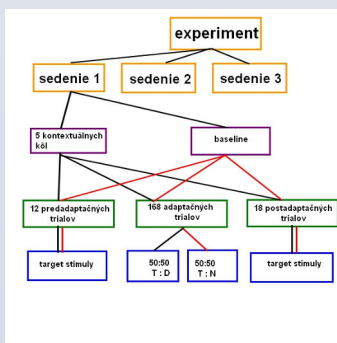 experiment
sedenie 1
sedenie 2
sedenie 3
5 kontextuálnych
kôl
baseline
12 predadaptačných
trialov
168 adaptačných
trialov
18 postadaptačných
trialov
target stimuly
50:50
T : D
50:50
T : N
target stimuly